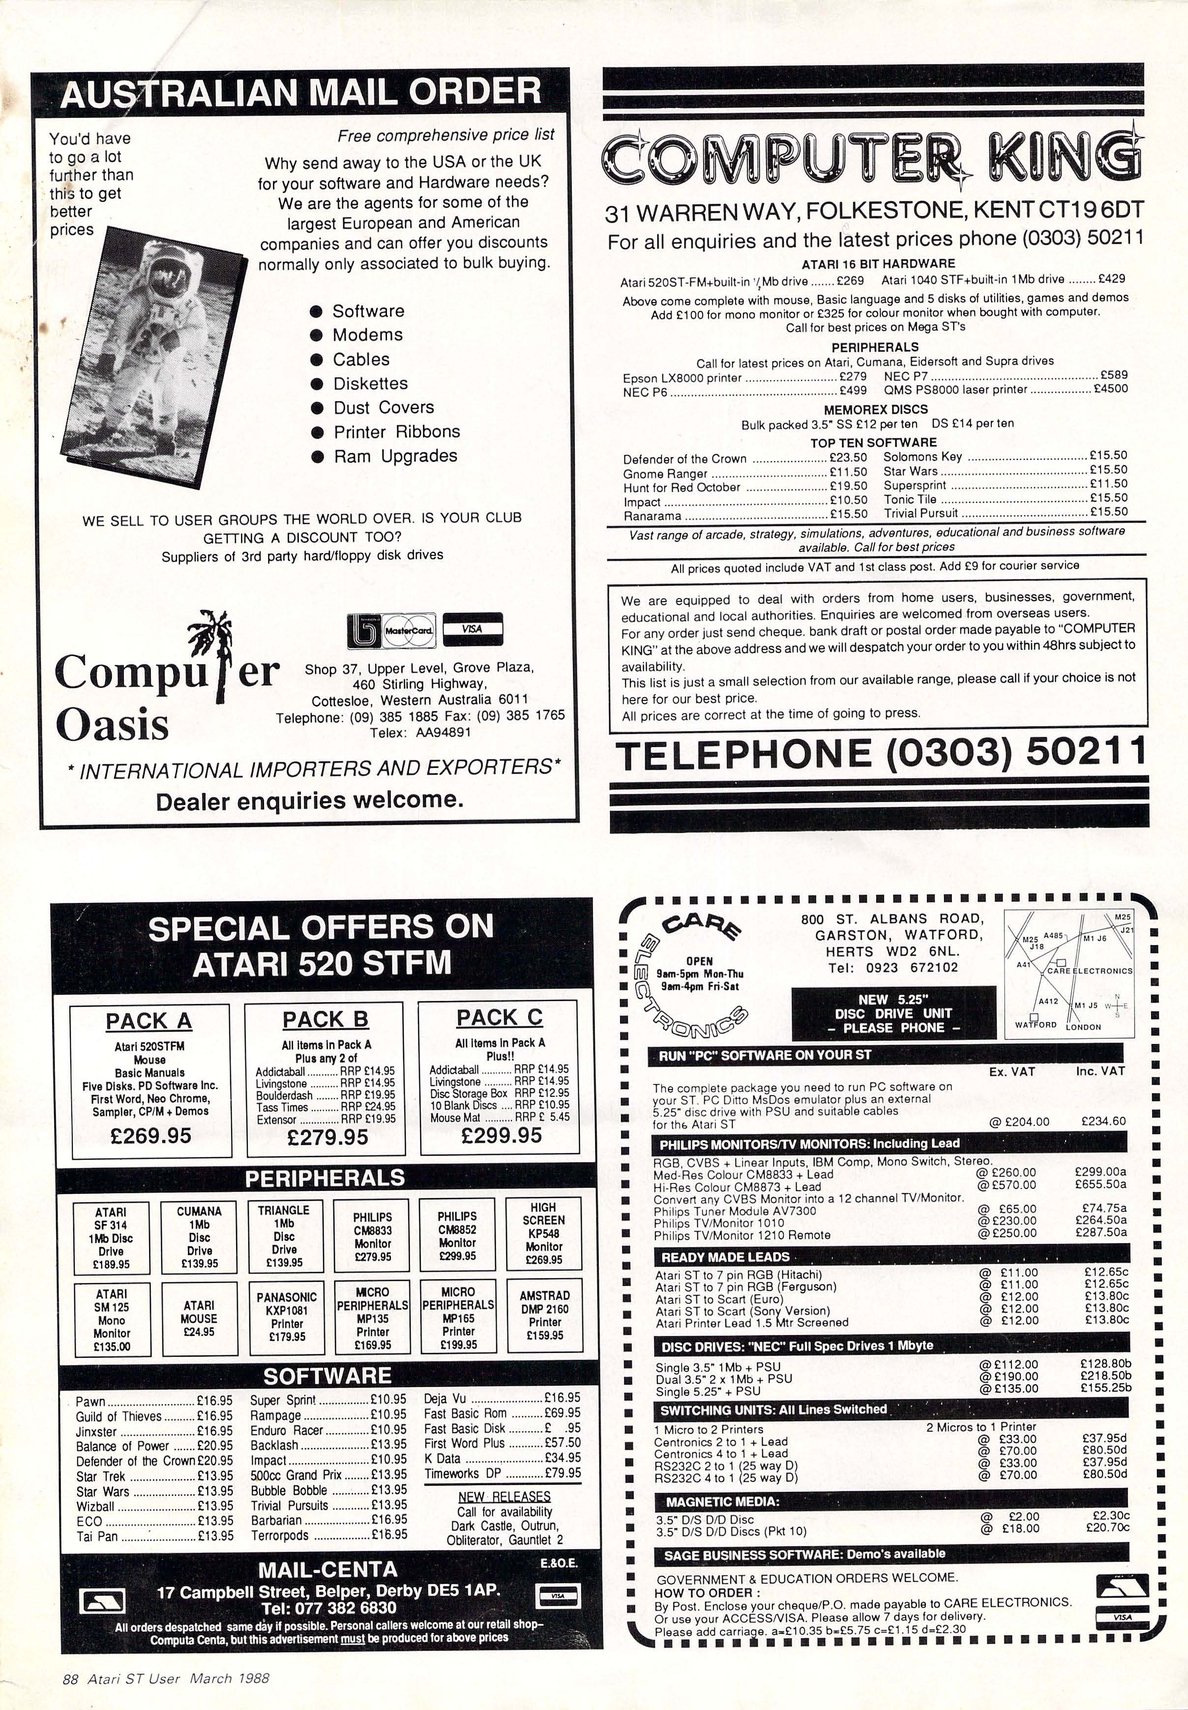 AUSTRALIAN MAIL ORDER
You'd have
to go a lot
further than
this to get
better
prices
Free comprehensive price list
Why send away to the USA or the UK
for your software and Hardware needs?
We are the agents for some of the
largest European and American
companies and can offer you discounts
normally only associated to bulk buying.
● Software
● Modems
● Cables
● Diskettes
● Dust Covers
● Printer Ribbons
● Ram Upgrades
WE SELL TO USER GROUPS THE WORLD OVER. IS YOUR CLUB
GETTING A DISCOUNT TOO?
Suppliers of 3rd party hard/floppy disk drives
MasterCard
VISA
Computer
Oasis
Shop 37, Upper Level, Grove Plaza,
460 Stirling Highway,
Cottesloe, Western Australia 6011
Telephone: (09) 385 1885 Fax: (09) 385 1765
Telex: AA94891
* INTERNATIONAL IMPORTERS AND EXPORTERS*
Dealer enquiries welcome.
COMPUTER KING
31 WARREN WAY, FOLKESTONE, KENT CT19 6DT
For all enquiries and the latest prices phone (0303) 50211
ATARI 16 BIT HARDWARE
Atari 520ST-FM+built-in ½ Mb drive ....... £269 Atari 1040 STF+built-in 1Mb drive ........ £429
Above come complete with mouse, Basic language and 5 disks of utilities, games and demos
Add £100 for mono monitor or £325 for colour monitor when bought with computer.
Call for best prices on Mega ST's
PERIPHERALS
Call for latest prices on Atari, Cumana, Eidersoft and Supra drives
Epson LX8000 printer ........ £279 NEC P7 ........ £589
NEC P6 ........ £499 QMS PS8000 laser printer ........ £4500
MEMOREX DISCS
Bulk packed 3.5" SS £12 per ten DS £14 per ten
TOP TEN SOFTWARE
Defender of the Crown ........ £23.50 Solomons Key ........ £15.50
Gnome Ranger ........ £11.50 Star Wars ........ £15.50
Hunt for Red October ........ £19.50 Supersprint ........ £11.50
Impact ........ £10.50 Tonic Tile ........ £15.50
Ranarama ........ £15.50 Trivial Pursuit ........ £15.50
Vast range of arcade, strategy, simulations, adventures, educational and business software
available. Call for best prices
All prices quoted include VAT and 1st class post. Add £9 for courier service
We are equipped to deal with orders from home users, businesses, government,
educational and local authorities. Enquiries are welcomed from overseas users.
For any order just send cheque. bank draft or postal order made payable to "COMPUTER
KING" at the above address and we will despatch your order to you within 48hrs subject to
availability.
This list is just a small selection from our available range, please call if your choice is not
here for our best price.
All prices are correct at the time of going to press.
TELEPHONE (0303) 50211
SPECIAL OFFERS ON
ATARI 520 STFM
PACK A
Atari 520STFM
Mouse
Basic Manuals
Five Disks. PD Software Inc.
First Word, Neo Chrome,
Sampler, CP/M + Demos
£269.95
PACK B
All Items In Pack A
Plus any 2 of
Addictaball .......... RRP £14.95
Livingstone ........ RRP £14.95
Boulderdash ........ RRP £19.95
Tass Times ......... RRP £24.95
Extensor .............. RRP £19.95
£279.95
PACK C
All Items In Pack A
Plus!!
Addictaball .......... RRP £14.95
Livingstone ......... RRP £14.95
Disc Storage Box RRP £12.95
10 Blank Discs .... RRP £10.95
Mouse Mat ......... RRP £ 5.45
£299.95
PERIPHERALS
ATARI
SF 314
1Mb Disc
Drive
£189.95
CUMANA
1Mb
Disc
Drive
£139.95
TRIANGLE
1Mb
Disc
Drive
£139.95
PHILIPS
CM8833
Monitor
£279.95
PHILIPS
CM8852
Monitor
£299.95
HIGH
SCREEN
KP548
Monitor
£269.95
ATARI
SM 125
Mono
Monitor
£135.00
ATARI
MOUSE
£24.95
PANASONIC
KXP1081
Printer
£179.95
MICRO
PERIPHERALS
MP135
Printer
£169.95
MICRO
PERIPHERALS
MP165
Printer
£199.95
AMSTRAD
DMP 2160
Printer
£159.95
SOFTWARE
Pawn ........ £16.95
Guild of Thieves ........ £16.95
Jinxster ........ £16.95
Balance of Power ....... £20.95
Defender of the Crown £20.95
Star Trek ........ £13.95
Star Wars ........ £13.95
Wizball ........ £13.95
ECO ........ £13.95
Tai Pan ........ £13.95
Super Sprint ........ £10.95
Rampage ........ £10.95
Enduro Racer ........ £10.95
Backlash ........ £13.95
Impact ........ £10.95
500cc Grand Prix ....... £13.95
Bubble Bobble ........ £13.95
Trivial Pursuits ........ £13.95
Barbarian ........ £16.95
Terrorpods ........ £16.95
Deja Vu ........ £16.95
Fast Basic Rom ........ £69.95
Fast Basic Disk ........ £ .95
First Word Plus ........ £57.50
K Data ........ £34.95
Timeworks DP ........ £79.95
NEW RELEASES
Call for availability
Dark Castle, Outrun,
Obliterator, Gauntlet 2
E.&O.E.
MAIL-CENTA
17 Campbell Street, Belper, Derby DE5 1AP.
Tel: 077 382 6830
VISA
All orders despatched same day if possible. Personal callers welcome at our retail shop–
Computa Centa, but this advertisement must be produced for above prices
CARE ELECTRONICS
OPEN
9am-5pm Mon-Thu
9am-4pm Fri-Sat
800 ST. ALBANS ROAD,
GARSTON, WATFORD,
HERTS WD2 6NL.
Tel: 0923 672102
NEW 5.25"
DISC DRIVE UNIT
– PLEASE PHONE –
M25
J21
A485
M1 J6
M25
J18
A41
CARE ELECTRONICS
A412
M1 J5
N
W E
S
WATFORD LONDON
RUN "PC" SOFTWARE ON YOUR ST
Ex. VAT Inc. VAT
The complete package you need to run PC software on
your ST. PC Ditto MsDos emulator plus an external
5.25" disc drive with PSU and suitable cables
for the Atari ST @ £204.00 £234.60
PHILIPS MONITORS/TV MONITORS: Including Lead
RGB, CVBS + Linear Inputs, IBM Comp, Mono Switch, Stereo.
Med-Res Colour CM8833 + Lead @ £260.00 £299.00a
Hi-Res Colour CM8873 + Lead @ £570.00 £655.50a
Convert any CVBS Monitor into a 12 channel TV/Monitor.
Philips Tuner Module AV7300 @ £65.00 £74.75a
Philips TV/Monitor 1010 @ £230.00 £264.50a
Philips TV/Monitor 1210 Remote @ £250.00 £287.50a
READY MADE LEADS
Atari ST to 7 pin RGB (Hitachi) @ £11.00 £12.65c
Atari ST to 7 pin RGB (Ferguson) @ £11.00 £12.65c
Atari ST to Scart (Euro) @ £12.00 £13.80c
Atari ST to Scart (Sony Version) @ £12.00 £13.80c
Atari Printer Lead 1.5 Mtr Screened @ £12.00 £13.80c
DISC DRIVES: "NEC" Full Spec Drives 1 Mbyte
Single 3.5" 1Mb + PSU @ £112.00 £128.80b
Dual 3.5" 2 x 1Mb + PSU @ £190.00 £218.50b
Single 5.25" + PSU @ £135.00 £155.25b
SWITCHING UNITS: All Lines Switched
1 Micro to 2 Printers 2 Micros to 1 Printer
Centronics 2 to 1 + Lead @ £33.00 £37.95d
Centronics 4 to 1 + Lead @ £70.00 £80.50d
RS232C 2 to 1 (25 way D) @ £33.00 £37.95d
RS232C 4 to 1 (25 way D) @ £70.00 £80.50d
MAGNETIC MEDIA:
3.5" D/S D/D Disc @ £2.00 £2.30c
3.5" D/S D/D Discs (Pkt 10) @ £18.00 £20.70c
SAGE BUSINESS SOFTWARE: Demo's available
GOVERNMENT & EDUCATION ORDERS WELCOME.
HOW TO ORDER :
By Post. Enclose your cheque/P.O. made payable to CARE ELECTRONICS.
Or use your ACCESS/VISA. Please allow 7 days for delivery.
Please add carriage. a=£10.35 b=£5.75 c=£1.15 d=£2.30
VISA
88 Atari ST User March 1988